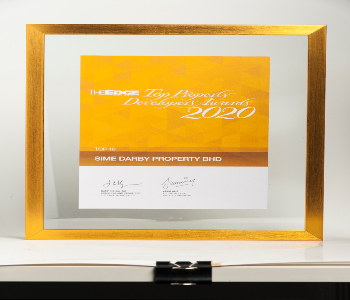 THEEDGE Top Property
Developers Awards
2020
TOP 10
SIME DARBY PROPERTY BHD